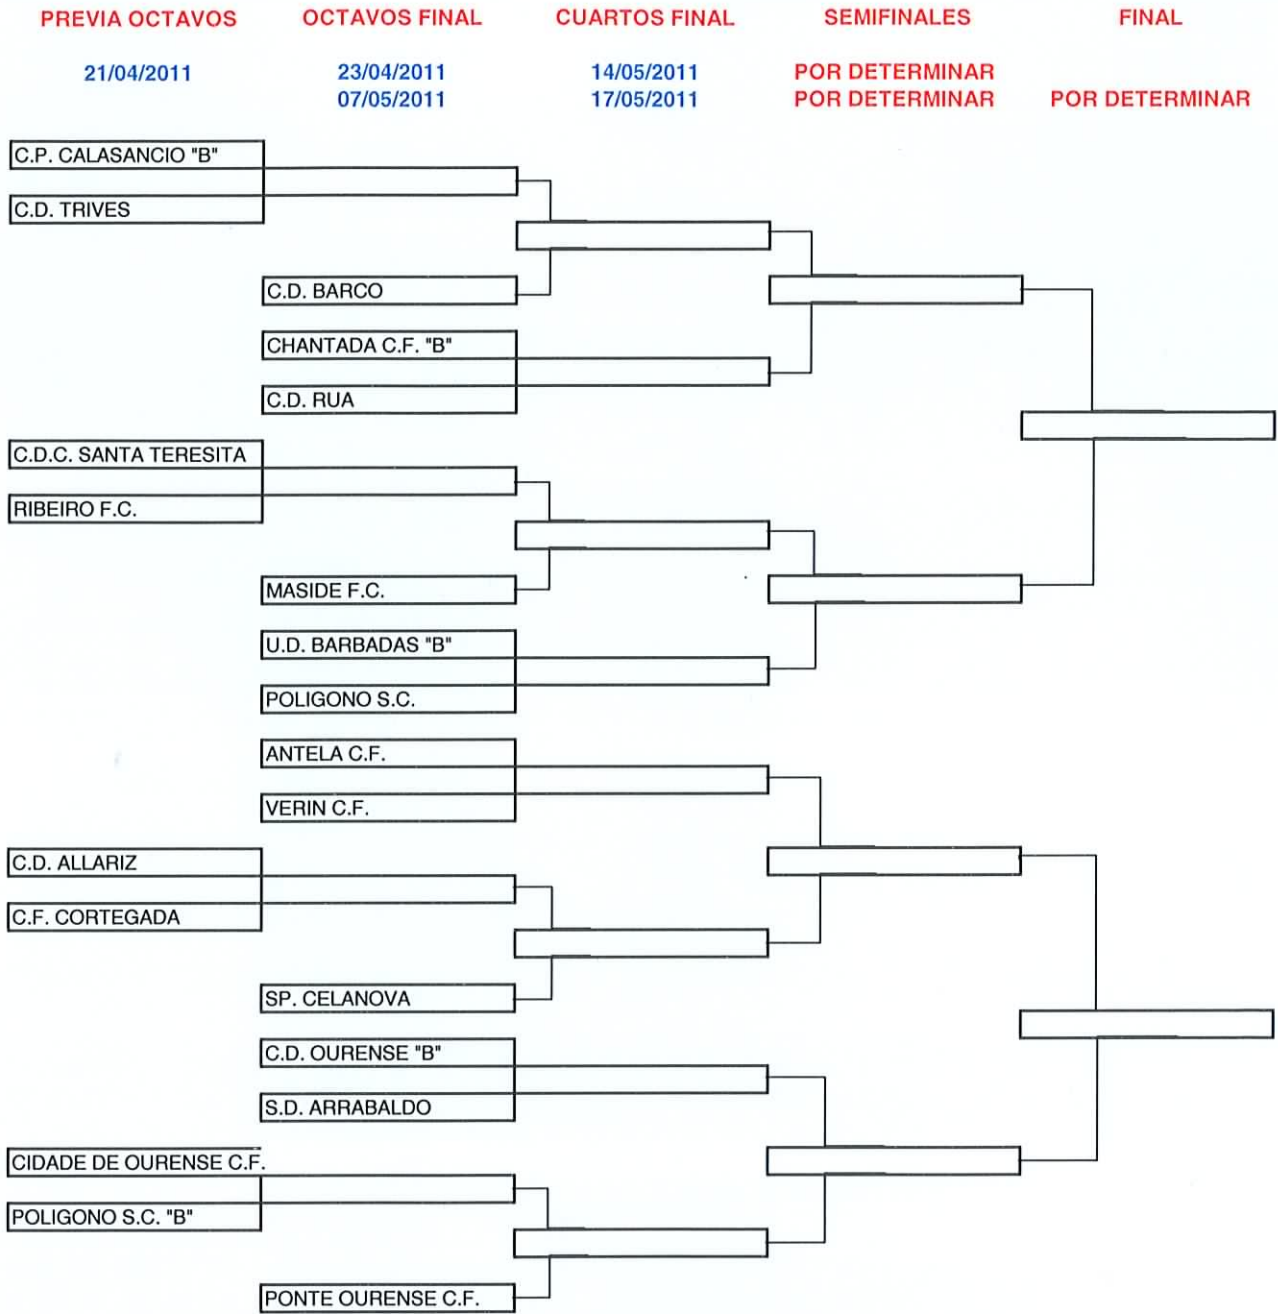 PREVIA OCTAVOS OCTAVOS FINAL CUARTOS FINAL SEMIFINALES FINAL
21/04/2011 23/04/2011 14/05/2011 POR DETERMINAR
07/05/2011 17/05/2011 POR DETERMINAR POR DETERMINAR
C.P. CALASANCIO "B"
C.D. TRIVES
C.D. BARCO
CHANTADA C.F. "B"
C.D. RUA
C.D.C. SANTA TERESITA
RIBEIRO F.C.
MASIDE F.C.
U.D. BARBADAS "B"
POLIGONO S.C.
ANTELA C.F.
VERIN C.F.
C.D. ALLARIZ
C.F. CORTEGADA
SP. CELANOVA
C.D. OURENSE "B"
S.D. ARRABALDO
CIDADE DE OURENSE C.F.
POLIGONO S.C. "B"
PONTE OURENSE C.F.